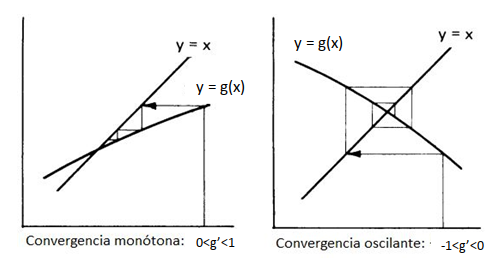 y = x
y = g(x)
Convergencia monótona: 0<g'<1
y = g(x)
y = x
Convergencia oscilante: -1<g'<0